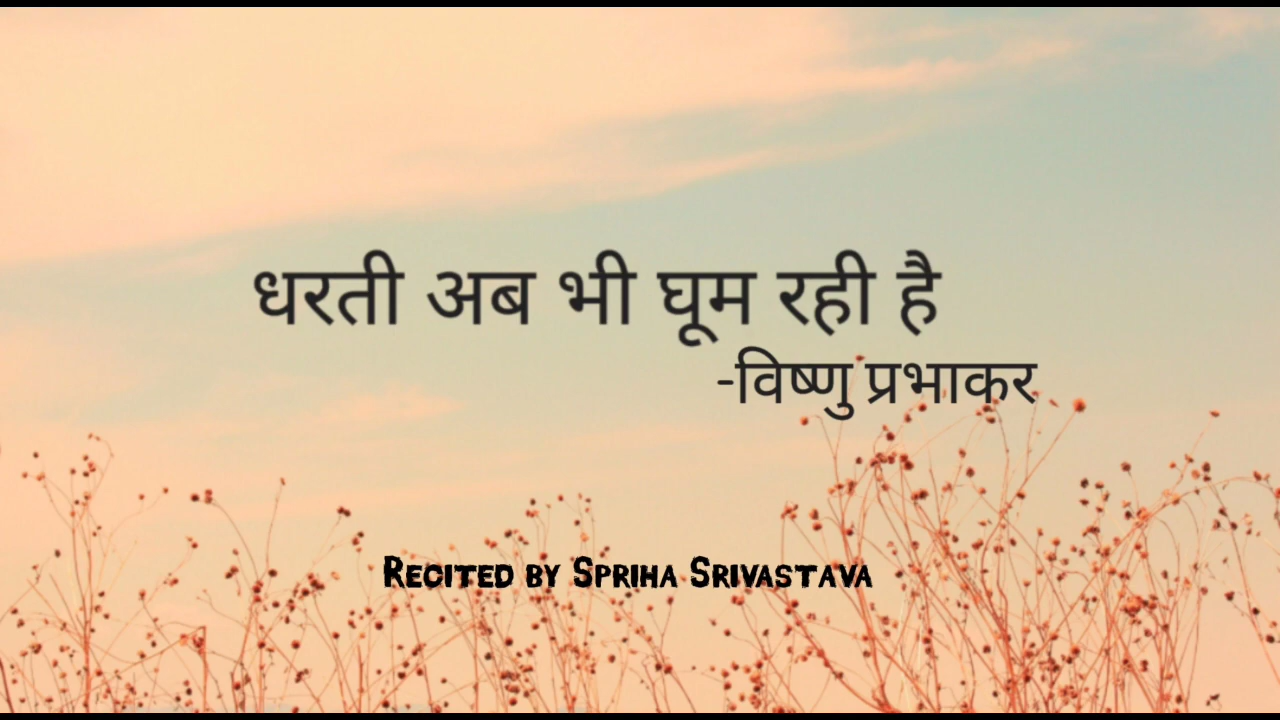 धरती अब भी घूम रही है
-विष्णु प्रभाकर
Recited by Spriha Srivastava